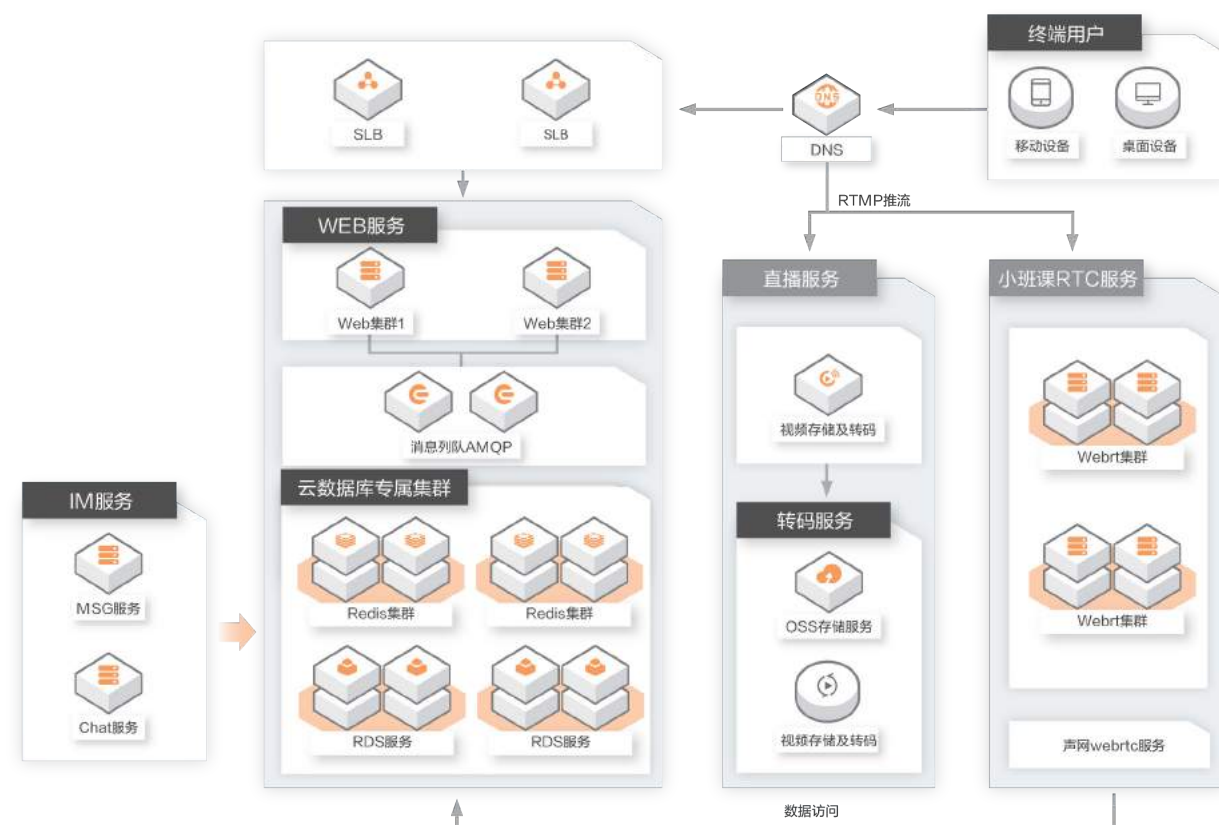 终端用户
移动设备
桌面设备
SLB
SLB
DNS
DNS
RTMP推流
WEB服务
Web集群1
Web集群2
消息列队AMQP
云数据库专属集群
Redis集群
Redis集群
RDS服务
RDS服务
IM服务
MSG服务
Chat服务
直播服务
视频存储及转码
转码服务
OSS存储服务
视频存储及转码
小班课RTC服务
Webrt集群
Webrt集群
声网webrtc服务
数据访问